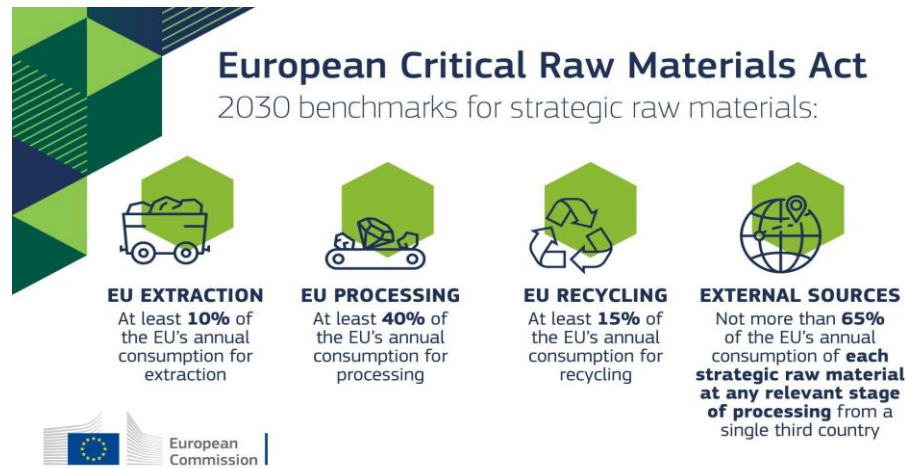 European Critical Raw Materials Act
2030 benchmarks for strategic raw materials:
EU EXTRACTION
At least 10% of
the EU's annual
consumption for
extraction
EU PROCESSING
At least 40% of
the EU's annual
consumption for
processing
EU RECYCLING
At least 15% of
the EU's annual
consumption for
recycling
EXTERNAL SOURCES
Not more than 65%
of the EU's annual
consumption of each
strategic raw material
at any relevant stage
of processing from a
single third country
European
Commission